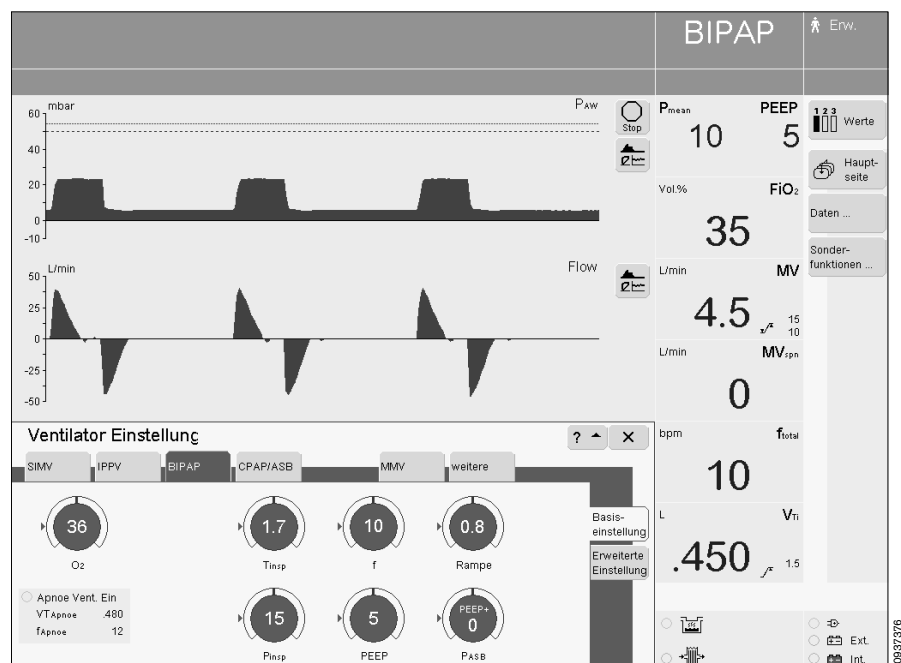 BIPAP
Erw.
mbar
PAW
60
40
20
0
-10
Stop
L/min
Flow
50
25
0
-25
-50
Pmean PEEP
10 5
Vol.% FiO2
35
L/min MV
4.5 15
10
L/min MVspn
0
bpm ftotal
10
L VTi
.450 1.5
1 2 3
Werte
Haupt-
seite
Daten ...
Sonder-
funktionen ...
Ventilator Einstellung
?
SIMV IPPV BIPAP CPAP/ASB MMV weitere
36 1.7 10 0.8
O2 Tinsp f Rampe
Basis-
einstellung
Erweiterte
Einstellung
Apnoe Vent. Ein
VTApnoe .480
fApnoe 12
15 5 PEEP+
0
Pinsp PEEP PASB
Ext.
Int.
0937376